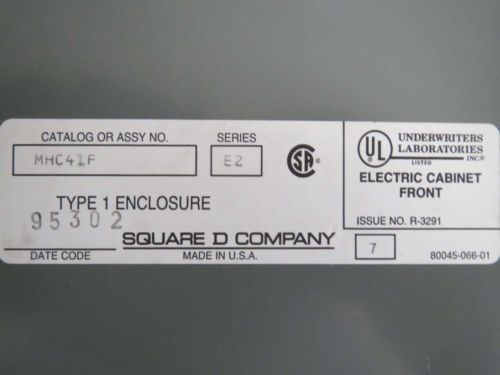 CATALOG OR ASSY NO.
SERIES
MHC41F
E2
SA
UL
UNDERWRITERS
LABORATORIES
INC.®
LISTED
ELECTRIC CABINET
FRONT
TYPE 1 ENCLOSURE
95302
ISSUE NO. R-3291
DATE CODE
SQUARE D COMPANY
MADE IN U.S.A.
7
80045-066-01